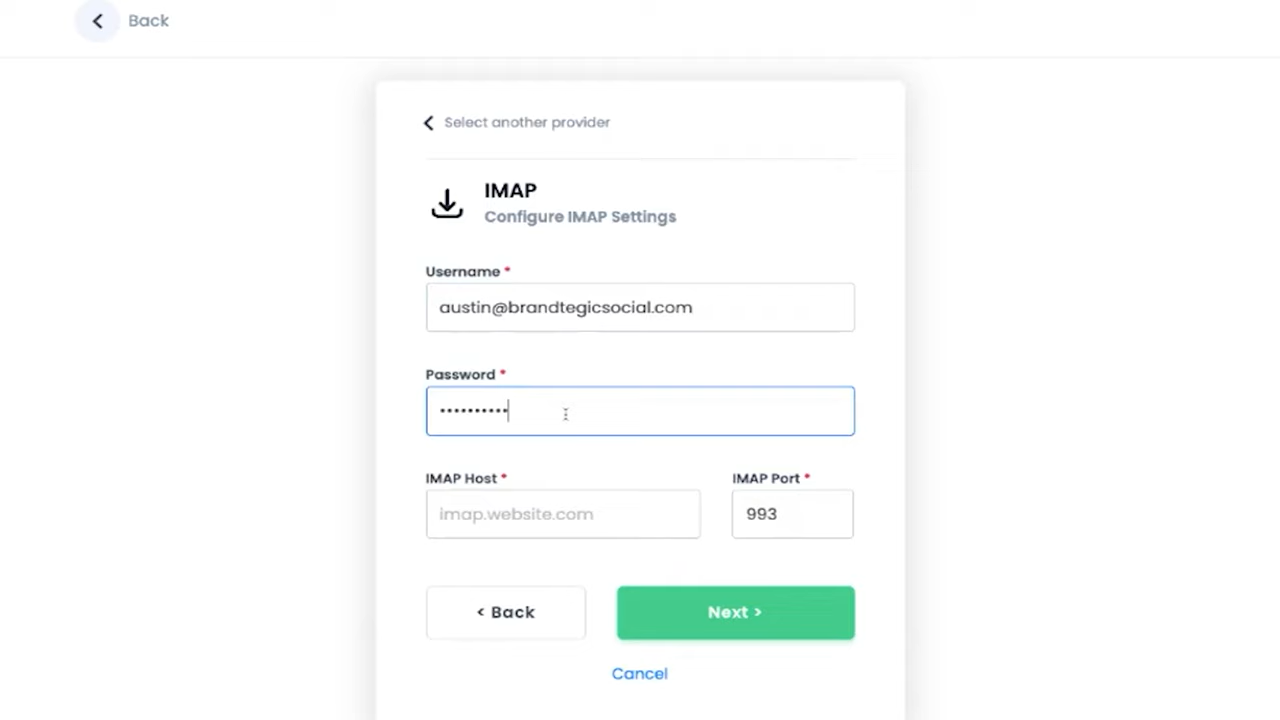 Back
Select another provider
IMAP
Configure IMAP Settings
Username *
austin@brandtegicsocial.com
Password *
••••••••••
IMAP Host * IMAP Port *
imap.website.com 993
< Back Next >
Cancel